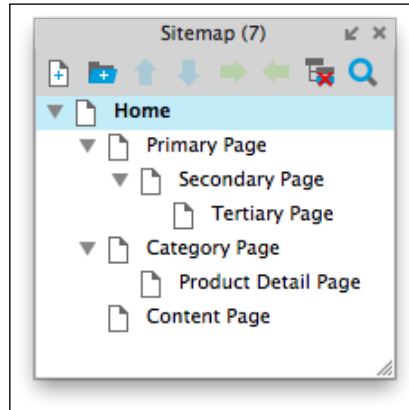 Sitemap (7)
Home
Primary Page
Secondary Page
Tertiary Page
Category Page
Product Detail Page
Content Page